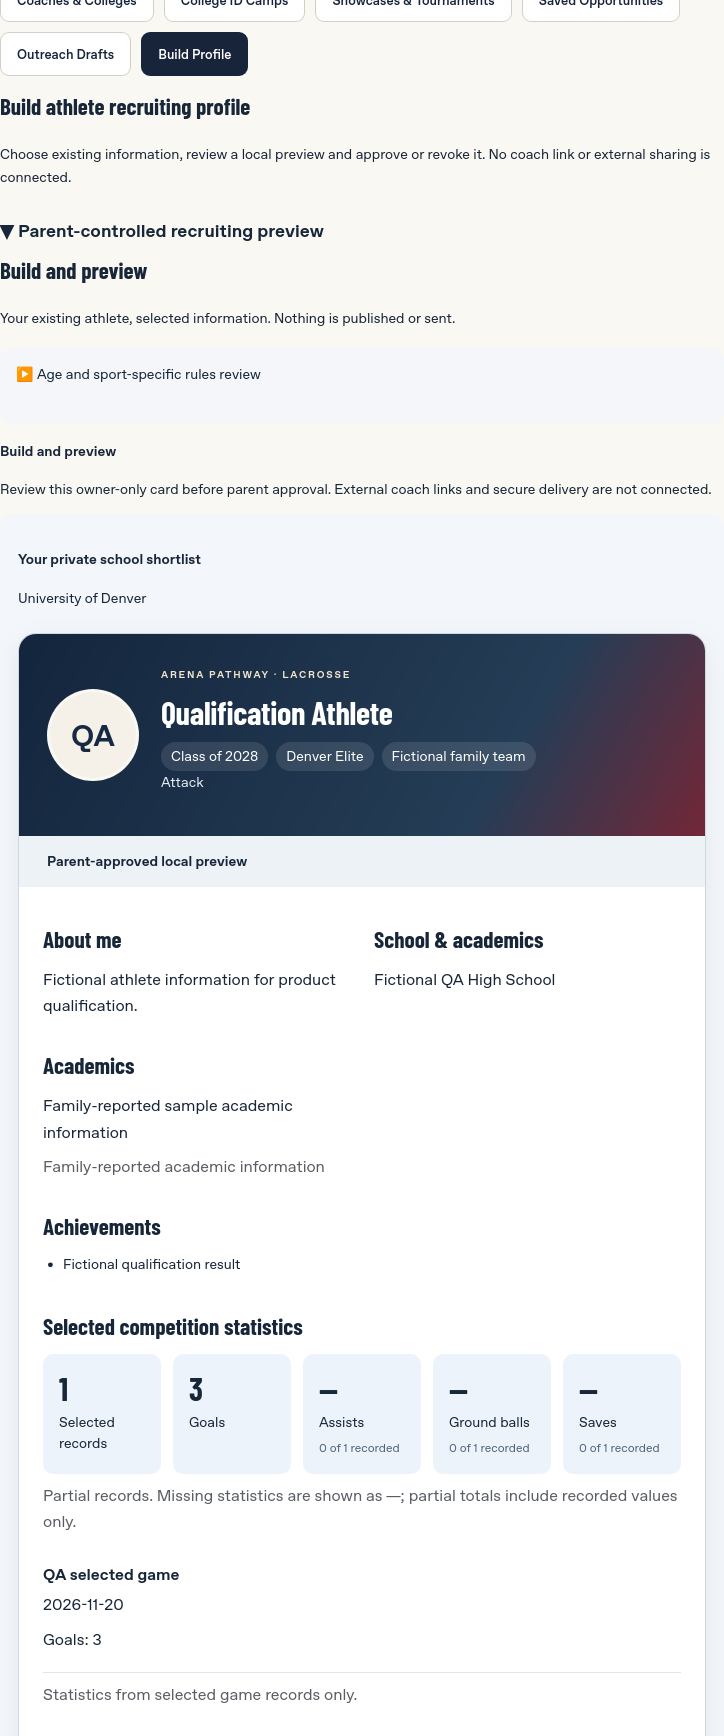 Coaches & Colleges
College ID Camps
Showcases & Tournaments
Saved Opportunities
Outreach Drafts
Build Profile
Build athlete recruiting profile
Choose existing information, review a local preview and approve or revoke it. No coach link or external sharing is
connected.
▼ Parent-controlled recruiting preview
Build and preview
Your existing athlete, selected information. Nothing is published or sent.
▶ Age and sport-specific rules review
Build and preview
Review this owner-only card before parent approval. External coach links and secure delivery are not connected.
Your private school shortlist
University of Denver
QA
ARENA PATHWAY · LACROSSE
Qualification Athlete
Class of 2028
Denver Elite
Fictional family team
Attack
Parent-approved local preview
About me
Fictional athlete information for product
qualification.
School & academics
Fictional QA High School
Academics
Family-reported sample academic
information
Family-reported academic information
Achievements
• Fictional qualification result
Selected competition statistics
1
Selected
records
3
Goals
—
Assists
0 of 1 recorded
—
Ground balls
0 of 1 recorded
—
Saves
0 of 1 recorded
Partial records. Missing statistics are shown as —; partial totals include recorded values
only.
QA selected game
2026-11-20
Goals: 3
Statistics from selected game records only.